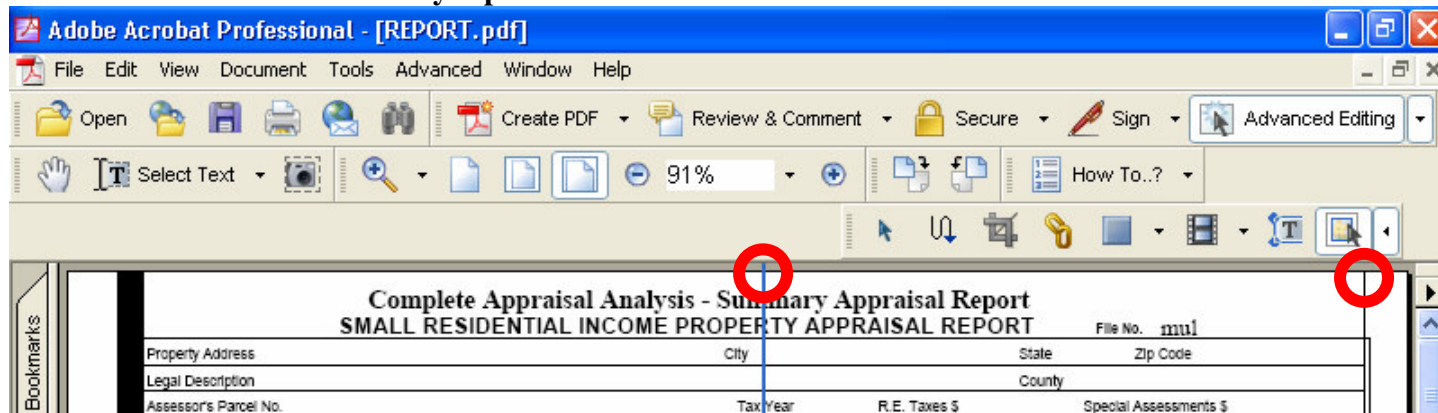 Adobe Acrobat Professional - [REPORT.pdf]
File Edit View Document Tools Advanced Window Help
Open Create PDF Review & Comment Secure Sign Advanced Editing
Select Text 91% How To..?
Complete Appraisal Analysis - Summary Appraisal Report
SMALL RESIDENTIAL INCOME PROPERTY APPRAISAL REPORT File No. mul
Property Address City State Zip Code
Legal Description County
Assessor's Parcel No. Tax Year R.E. Taxes $ Special Assessments $
Bookmarks